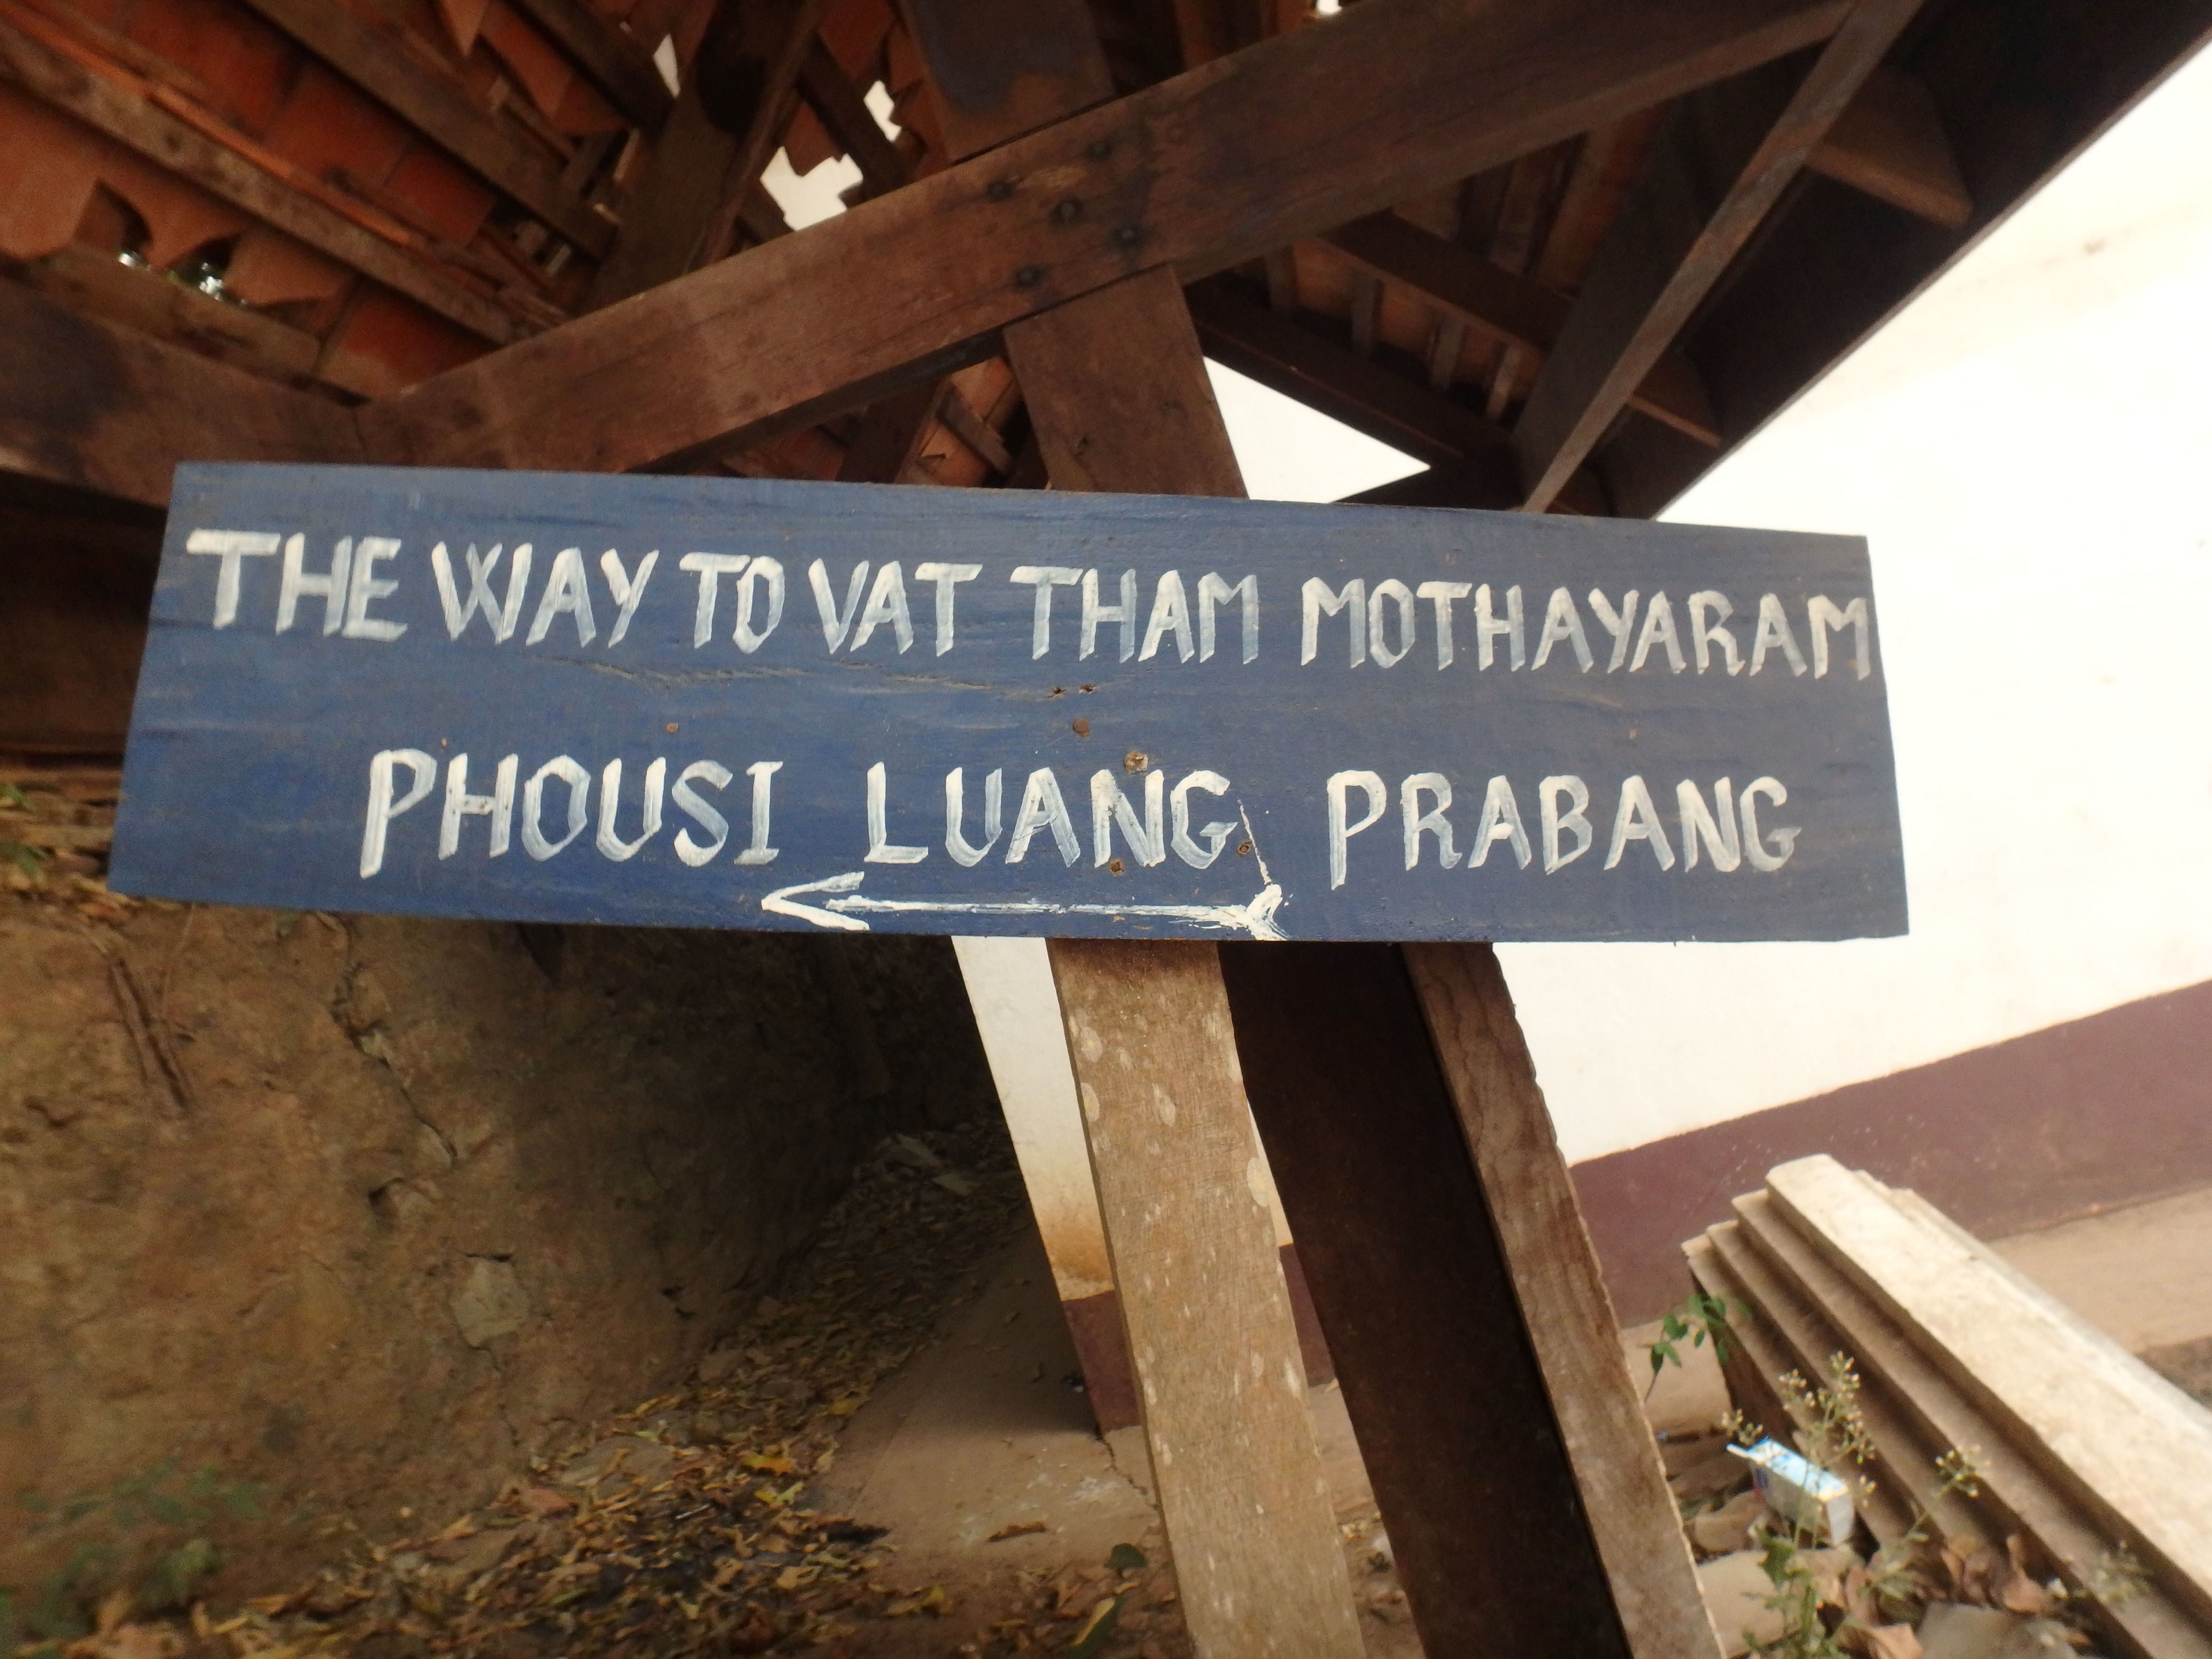 THE WAY TO VAT THAM MOTHAYARAM
PHOUSI LUANG PRABANG